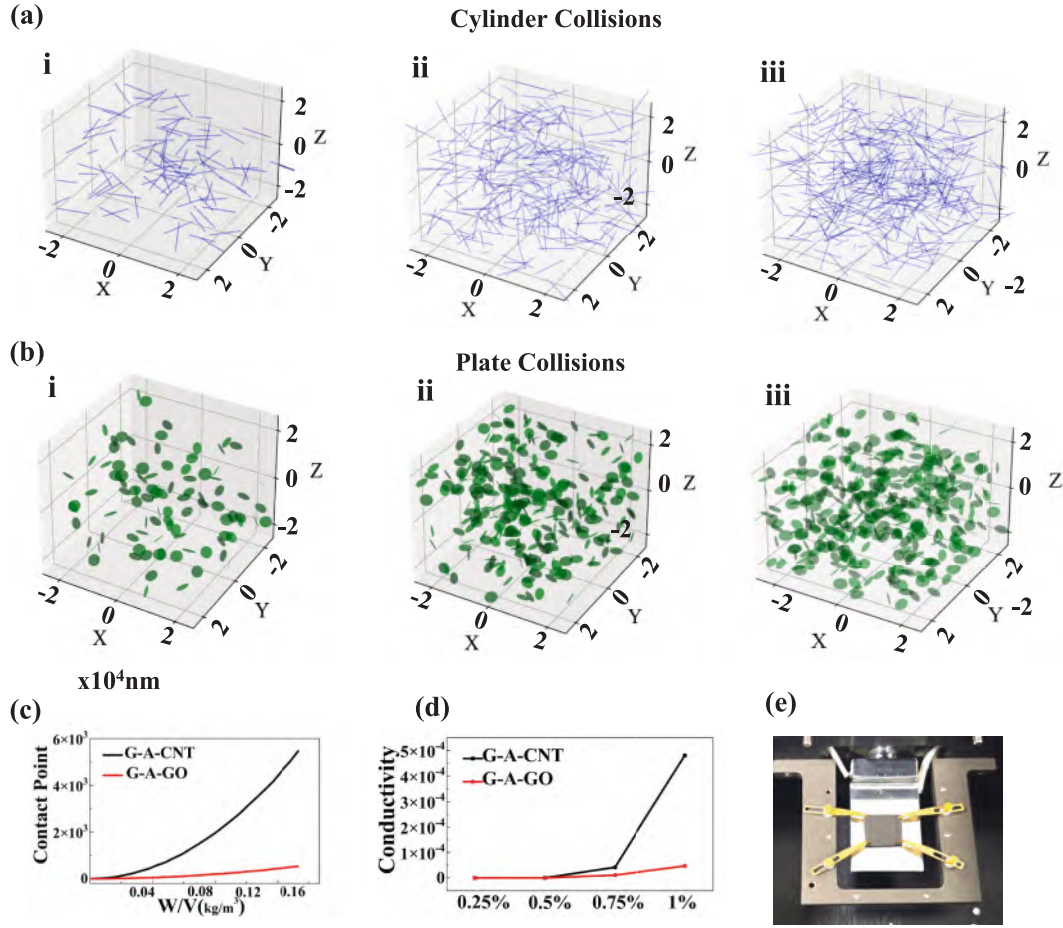 (a)
Cylinder Collisions
i
ii
iii
2
0
-2
Z
-2
0
2
X
-2
0
2
Y
2
0
-2
Z
-2
0
2
X
-2
0
2
Y
2
0
-2
Z
-2
0
2
X
-2
0
2
Y
-2
(b)
Plate Collisions
i
ii
iii
2
0
-2
Z
-2
0
2
X
-2
0
2
Y
2
0
-2
Z
-2
0
2
X
-2
0
2
Y
2
0
Z
-2
0
2
X
-2
0
2
Y
-2
x10⁴nm
(c)
6×10³
4×10³
2×10³
0
Contact Point
G-A-CNT
G-A-GO
0.04 0.08 0.12 0.16
W/V(kg/m³)
(d)
5×10⁻⁴
4×10⁻⁴
3×10⁻⁴
2×10⁻⁴
1×10⁻⁴
0
Conductivity
G-A-CNT
G-A-GO
0.25% 0.5% 0.75% 1%
(e)